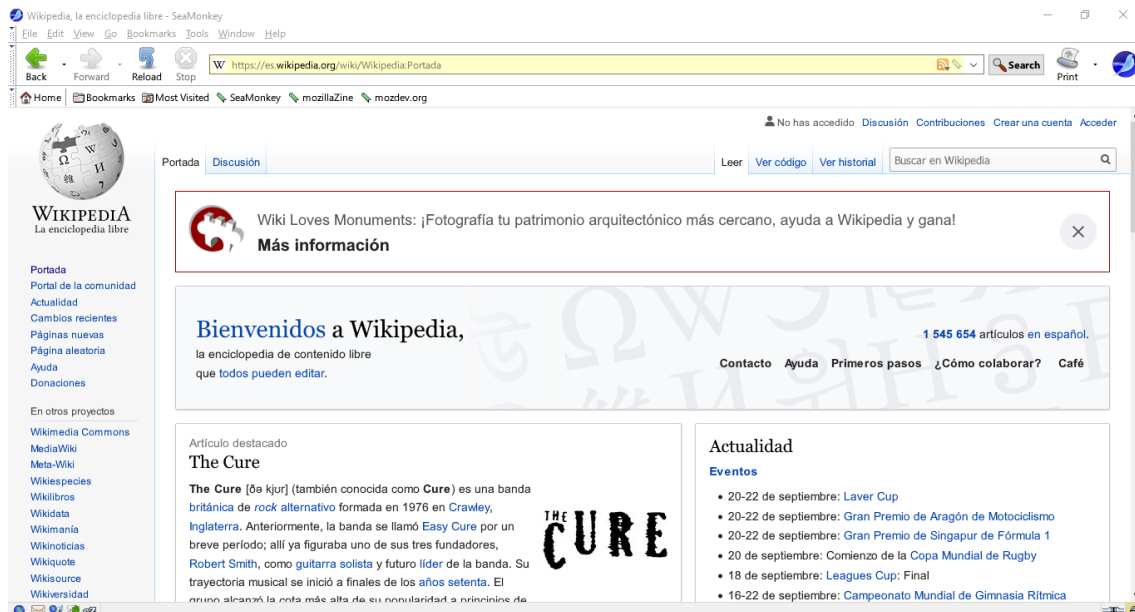 Wikipedia, la enciclopedia libre - SeaMonkey
File Edit View Go Bookmarks Tools Window Help
Back Forward Reload Stop https://es.wikipedia.org/wiki/Wikipedia:Portada Search Print
Home Bookmarks Most Visited SeaMonkey mozillaZine mozdev.org
No has accedido Discusión Contribuciones Crear una cuenta Acceder
Portada Discusión Leer Ver código Ver historial Buscar en Wikipedia
WIKIPEDIA
La enciclopedia libre
Portada
Portal de la comunidad
Actualidad
Cambios recientes
Páginas nuevas
Página aleatoria
Ayuda
Donaciones
En otros proyectos
Wikimedia Commons
MediaWiki
Meta-Wiki
Wikiespecies
Wikilibros
Wikidata
Wikimanía
Wikinoticias
Wikiquote
Wikisource
Wikiversidad
Wiki Loves Monuments: ¡Fotografía tu patrimonio arquitectónico más cercano, ayuda a Wikipedia y gana!
Más información
Bienvenidos a Wikipedia,
la enciclopedia de contenido libre
que todos pueden editar.
1 545 654 artículos en español.
Contacto Ayuda Primeros pasos ¿Cómo colaborar? Café
Artículo destacado
The Cure
The Cure [ðə kjʊr] (también conocida como Cure) es una banda
británica de rock alternativo formada en 1976 en Crawley,
Inglaterra. Anteriormente, la banda se llamó Easy Cure por un
breve período; allí ya figuraba uno de sus tres fundadores,
Robert Smith, como guitarra solista y futuro líder de la banda. Su
trayectoria musical se inició a finales de los años setenta. El
grupo alcanzó la cota más alta de su popularidad a principios de
THE CURE
Actualidad
Eventos
20-22 de septiembre: Laver Cup
20-22 de septiembre: Gran Premio de Aragón de Motociclismo
20-22 de septiembre: Gran Premio de Singapur de Fórmula 1
20 de septiembre: Comienzo de la Copa Mundial de Rugby
18 de septiembre: Leagues Cup: Final
16-22 de septiembre: Campeonato Mundial de Gimnasia Rítmica